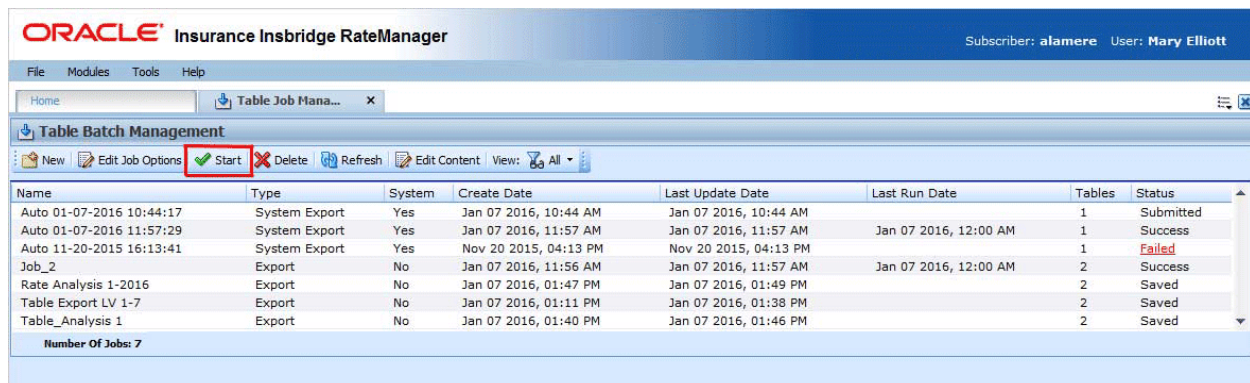 ORACLE Insurance Insbridge RateManager
Subscriber: alamere User: Mary Elliott
File Modules Tools Help
Home Table Job Mana... x
Table Batch Management
New Edit Job Options Start Delete Refresh Edit Content View: All
Name Type System Create Date Last Update Date Last Run Date Tables Status
Auto 01-07-2016 10:44:17 System Export Yes Jan 07 2016, 10:44 AM Jan 07 2016, 10:44 AM 1 Submitted
Auto 01-07-2016 11:57:29 System Export Yes Jan 07 2016, 11:57 AM Jan 07 2016, 11:57 AM Jan 07 2016, 12:00 AM 1 Success
Auto 11-20-2015 16:13:41 System Export Yes Nov 20 2015, 04:13 PM Nov 20 2015, 04:13 PM 1 Failed
Job_2 Export No Jan 07 2016, 11:56 AM Jan 07 2016, 11:57 AM Jan 07 2016, 12:00 AM 2 Success
Rate Analysis 1-2016 Export No Jan 07 2016, 01:47 PM Jan 07 2016, 01:49 PM 2 Saved
Table Export LV 1-7 Export No Jan 07 2016, 01:11 PM Jan 07 2016, 01:38 PM 2 Saved
Table_Analysis 1 Export No Jan 07 2016, 01:40 PM Jan 07 2016, 01:46 PM 2 Saved
Number Of Jobs: 7